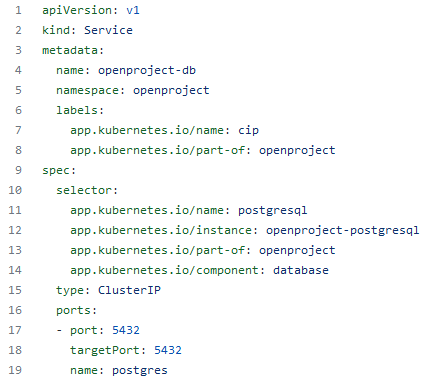 1 apiVersion: v1
2 kind: Service
3 metadata:
4   name: openproject-db
5   namespace: openproject
6   labels:
7     app.kubernetes.io/name: cip
8     app.kubernetes.io/part-of: openproject
9 spec:
10   selector:
11     app.kubernetes.io/name: postgresql
12     app.kubernetes.io/instance: openproject-postgresql
13     app.kubernetes.io/part-of: openproject
14     app.kubernetes.io/component: database
15   type: ClusterIP
16   ports:
17   - port: 5432
18     targetPort: 5432
19     name: postgres